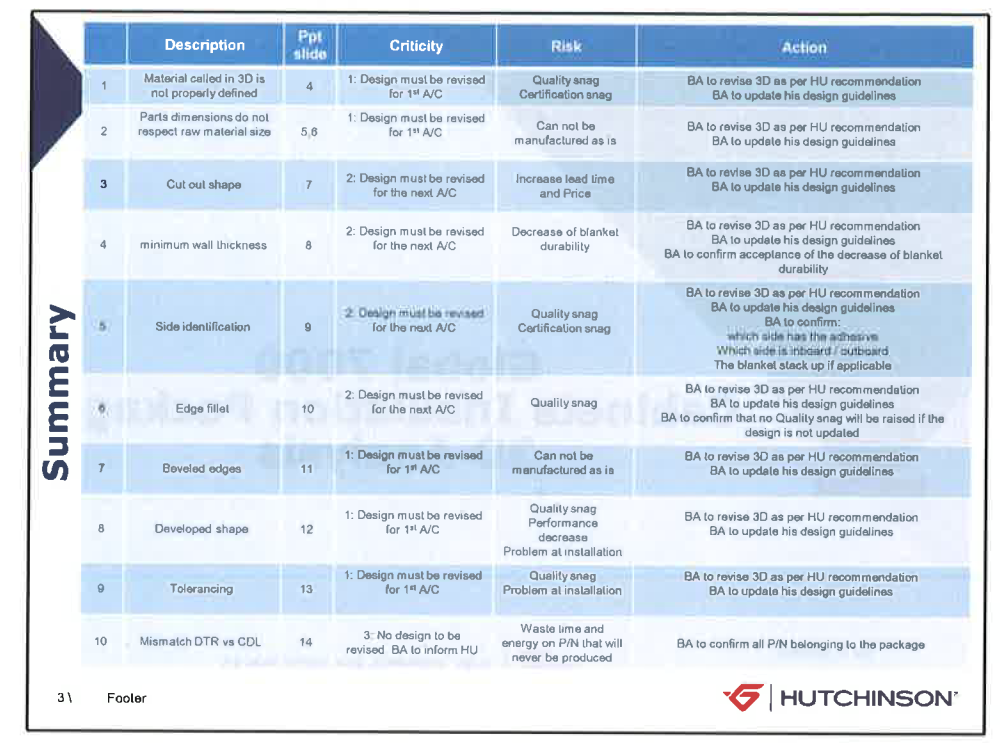 Summary
Description Ppt slide Criticity Risk Action
1 Material called in 3D is not properly defined 4 1: Design must be revised for 1st A/C Quality snag Certification snag BA to revise 3D as per HU recommendation BA to update his design guidelines
2 Parts dimensions do not respect raw material size 5,6 1: Design must be revised for 1st A/C Can not be manufactured as is BA to revise 3D as per HU recommendation BA to update his design guidelines
3 Cut out shape 7 2: Design must be revised for the next A/C Increase lead time and Price BA to revise 3D as per HU recommendation BA to update his design guidelines
4 minimum wall thickness 8 2: Design must be revised for the next A/C Decrease of blanket durability BA to revise 3D as per HU recommendation BA to update his design guidelines BA to confirm acceptance of the decrease of blanket durability
5 Side identification 9 2: Design must be revised for the next A/C Quality snag Certification snag BA to revise 3D as per HU recommendation BA to update his design guidelines BA to confirm: which side has the adhesive Which side is inboard / outboard The blanket stack up if applicable
6 Edge fillet 10 2: Design must be revised for the next A/C Quality snag BA to revise 3D as per HU recommendation BA to update his design guidelines BA to confirm that no Quality snag will be raised if the design is not updated
7 Beveled edges 11 1: Design must be revised for 1st A/C Can not be manufactured as is BA to revise 3D as per HU recommendation BA to update his design guidelines
8 Developed shape 12 1: Design must be revised for 1st A/C Quality snag Performance decrease Problem at installation BA to revise 3D as per HU recommendation BA to update his design guidelines
9 Tolerancing 13 1: Design must be revised for 1st A/C Quality snag Problem at installation BA to revise 3D as per HU recommendation BA to update his design guidelines
10 Mismatch DTR vs CDL 14 3: No design to be revised BA to inform HU Waste time and energy on P/N that will never be produced BA to confirm all P/N belonging to the package
3 \ Footer
HUTCHINSON